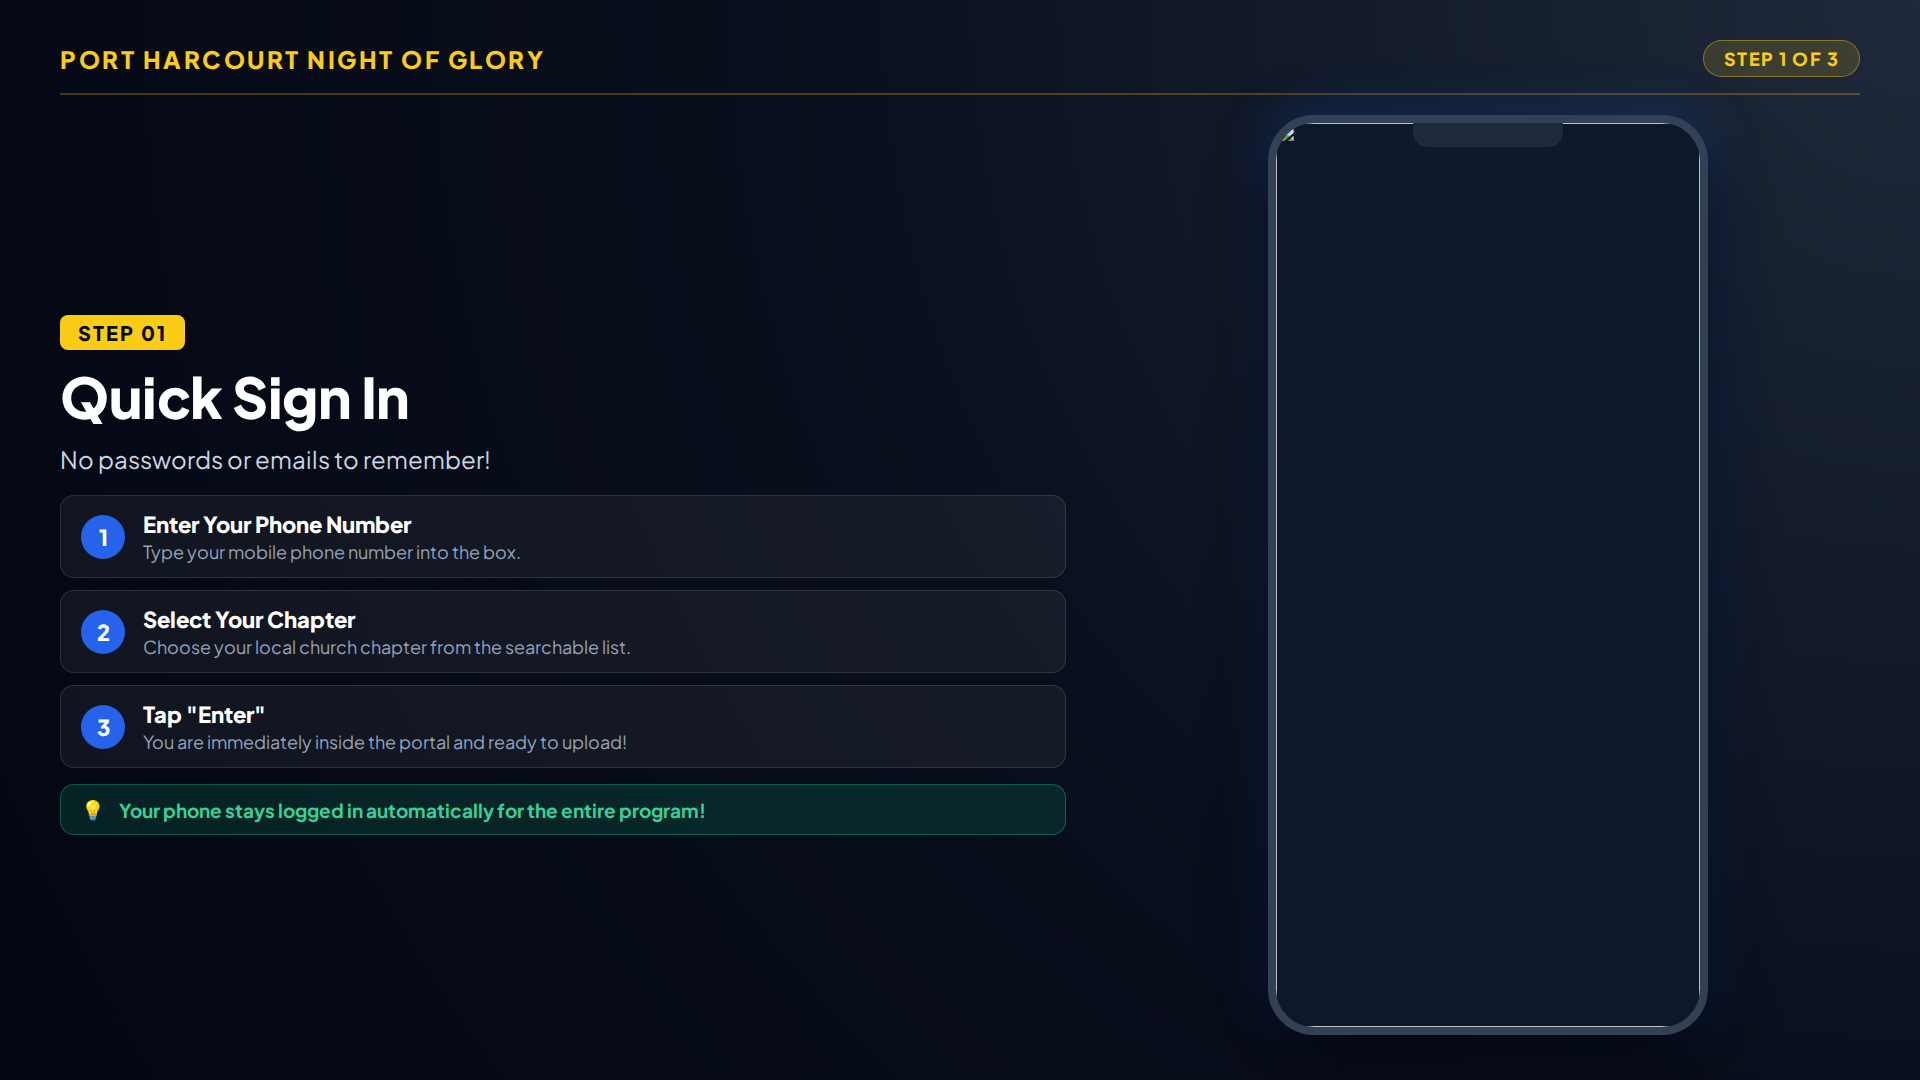 PORT HARCOURT NIGHT OF GLORY
STEP 1 OF 3
STEP 01
Quick Sign In
No passwords or emails to remember!
1
Enter Your Phone Number
Type your mobile phone number into the box.
2
Select Your Chapter
Choose your local church chapter from the searchable list.
3
Tap "Enter"
You are immediately inside the portal and ready to upload!
💡 Your phone stays logged in automatically for the entire program!